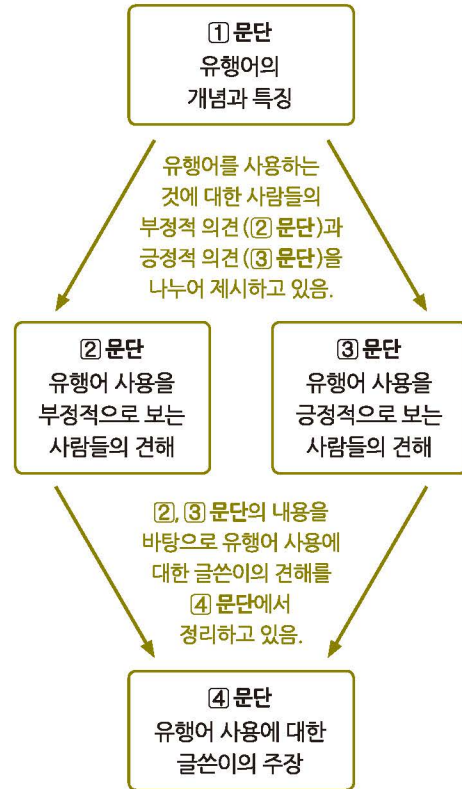 1 문단
유행어의
개념과 특징
유행어를 사용하는
것에 대한 사람들의
부정적 의견(2 문단)과
긍정적 의견(3 문단)을
나누어 제시하고 있음.
2 문단
유행어 사용을
부정적으로 보는
사람들의 견해
3 문단
유행어 사용을
긍정적으로 보는
사람들의 견해
2, 3 문단의 내용을
바탕으로 유행어 사용에
대한 글쓴이의 견해를
4 문단에서
정리하고 있음.
4 문단
유행어 사용에 대한
글쓴이의 주장